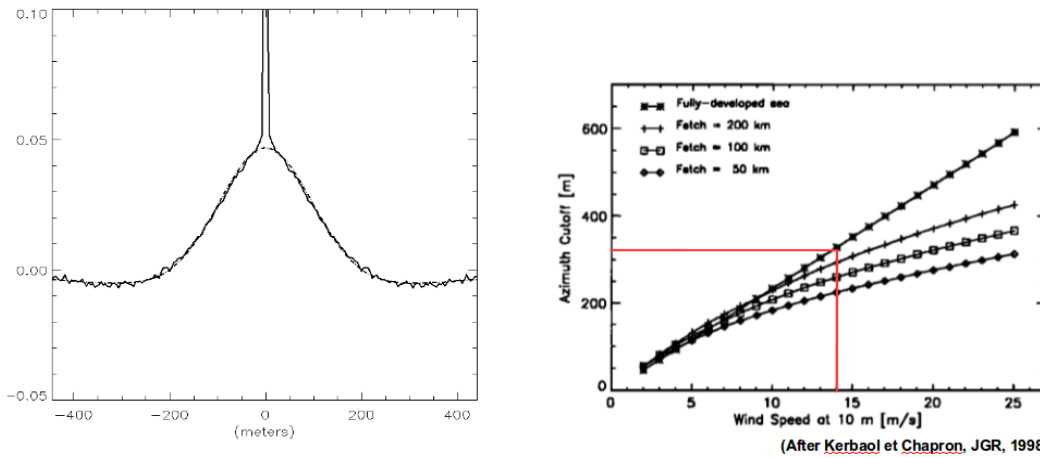 0.10
0.05
0.00
-0.05
-400
-200
0
200
400
(meters)
600
400
200
0
Azimuth Cutoff [m]
Fully-developed sea
Fetch = 200 km
Fetch = 100 km
Fetch = 50 km
0
5
10
15
20
25
Wind Speed at 10 m [m/s]
(After Kerbaol et Chapron, JGR, 1998